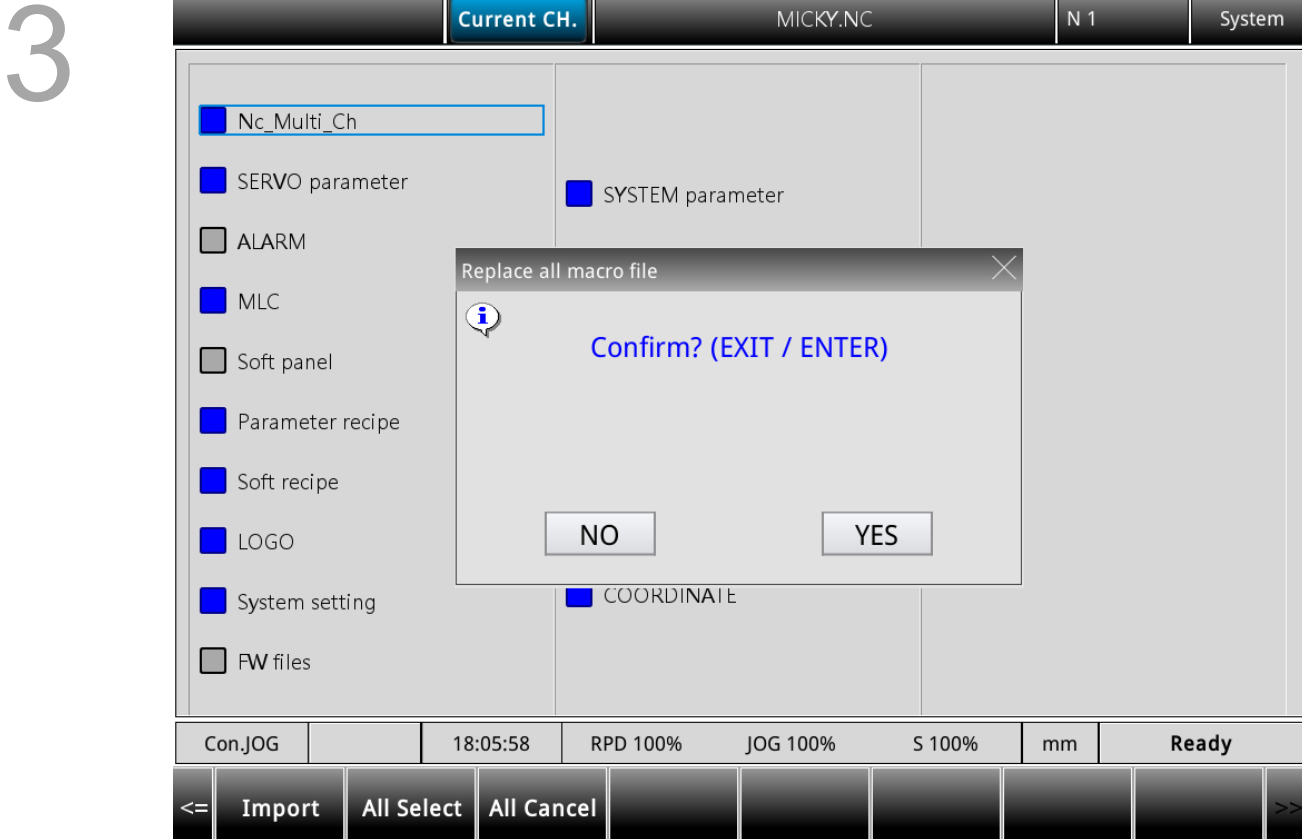 3
Current CH. MICKY.NC N 1 System
Nc_Multi_Ch
SERVO parameter
SYSTEM parameter
ALARM
MLC
Soft panel
Parameter recipe
Soft recipe
LOGO
System setting
FW files
Replace all macro file
Confirm? (EXIT / ENTER)
NO YES
COORDINATE
Con.JOG 18:05:58 RPD 100% JOG 100% S 100% mm Ready
<= Import All Select All Cancel >>